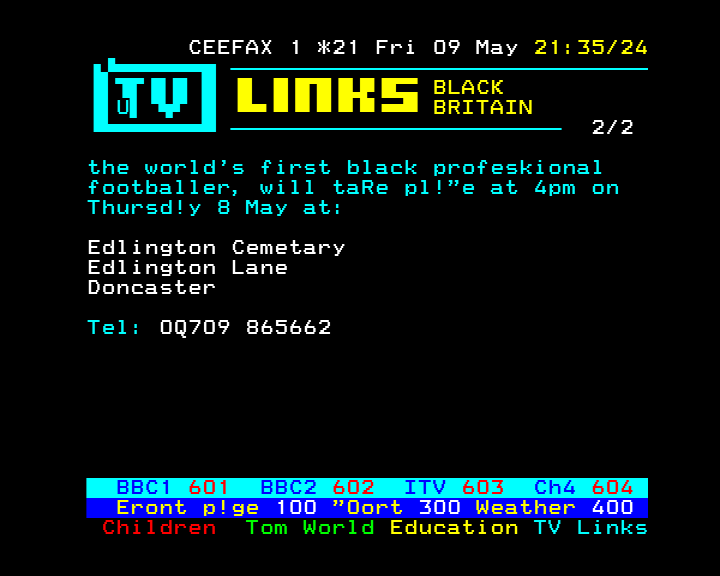 CEEFAX 1 *21 Fri 09 May 21:35/24
TV LINKS BLACK
U BRITAIN
2/2
the world's first black profeskional
footballer, will taRe pl!"e at 4pm on
Thursd!y 8 May at:
Edlington Cemetary
Edlington Lane
Doncaster
Tel: 0Q709 865662
BBC1 601 BBC2 602 ITV 603 Ch4 604
Eront p!ge 100 "Oort 300 Weather 400
Children Tom World Education TV Links